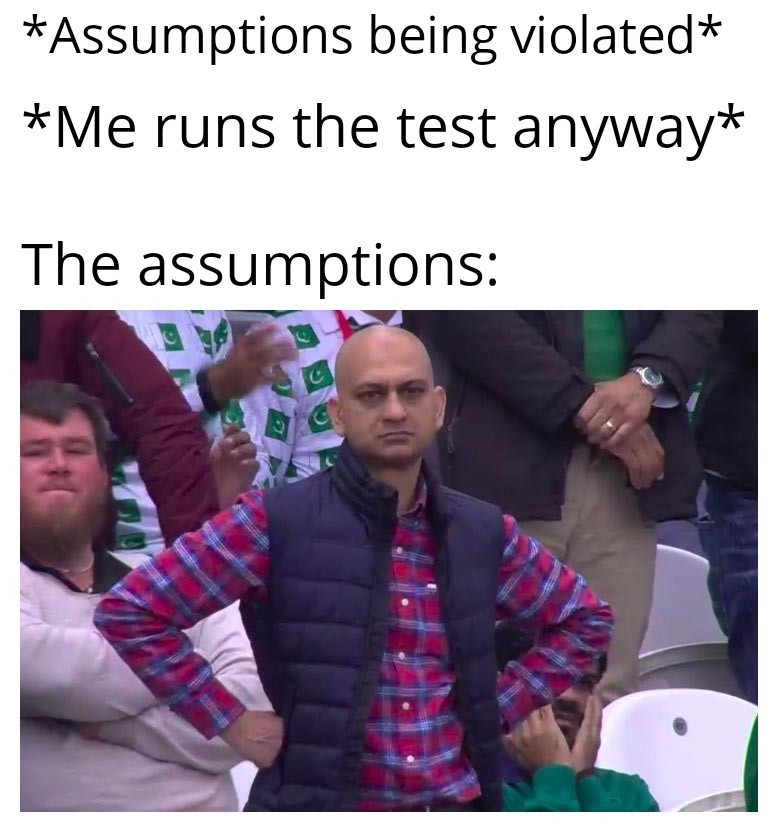 *Assumptions being violated*
*Me runs the test anyway*
The assumptions: